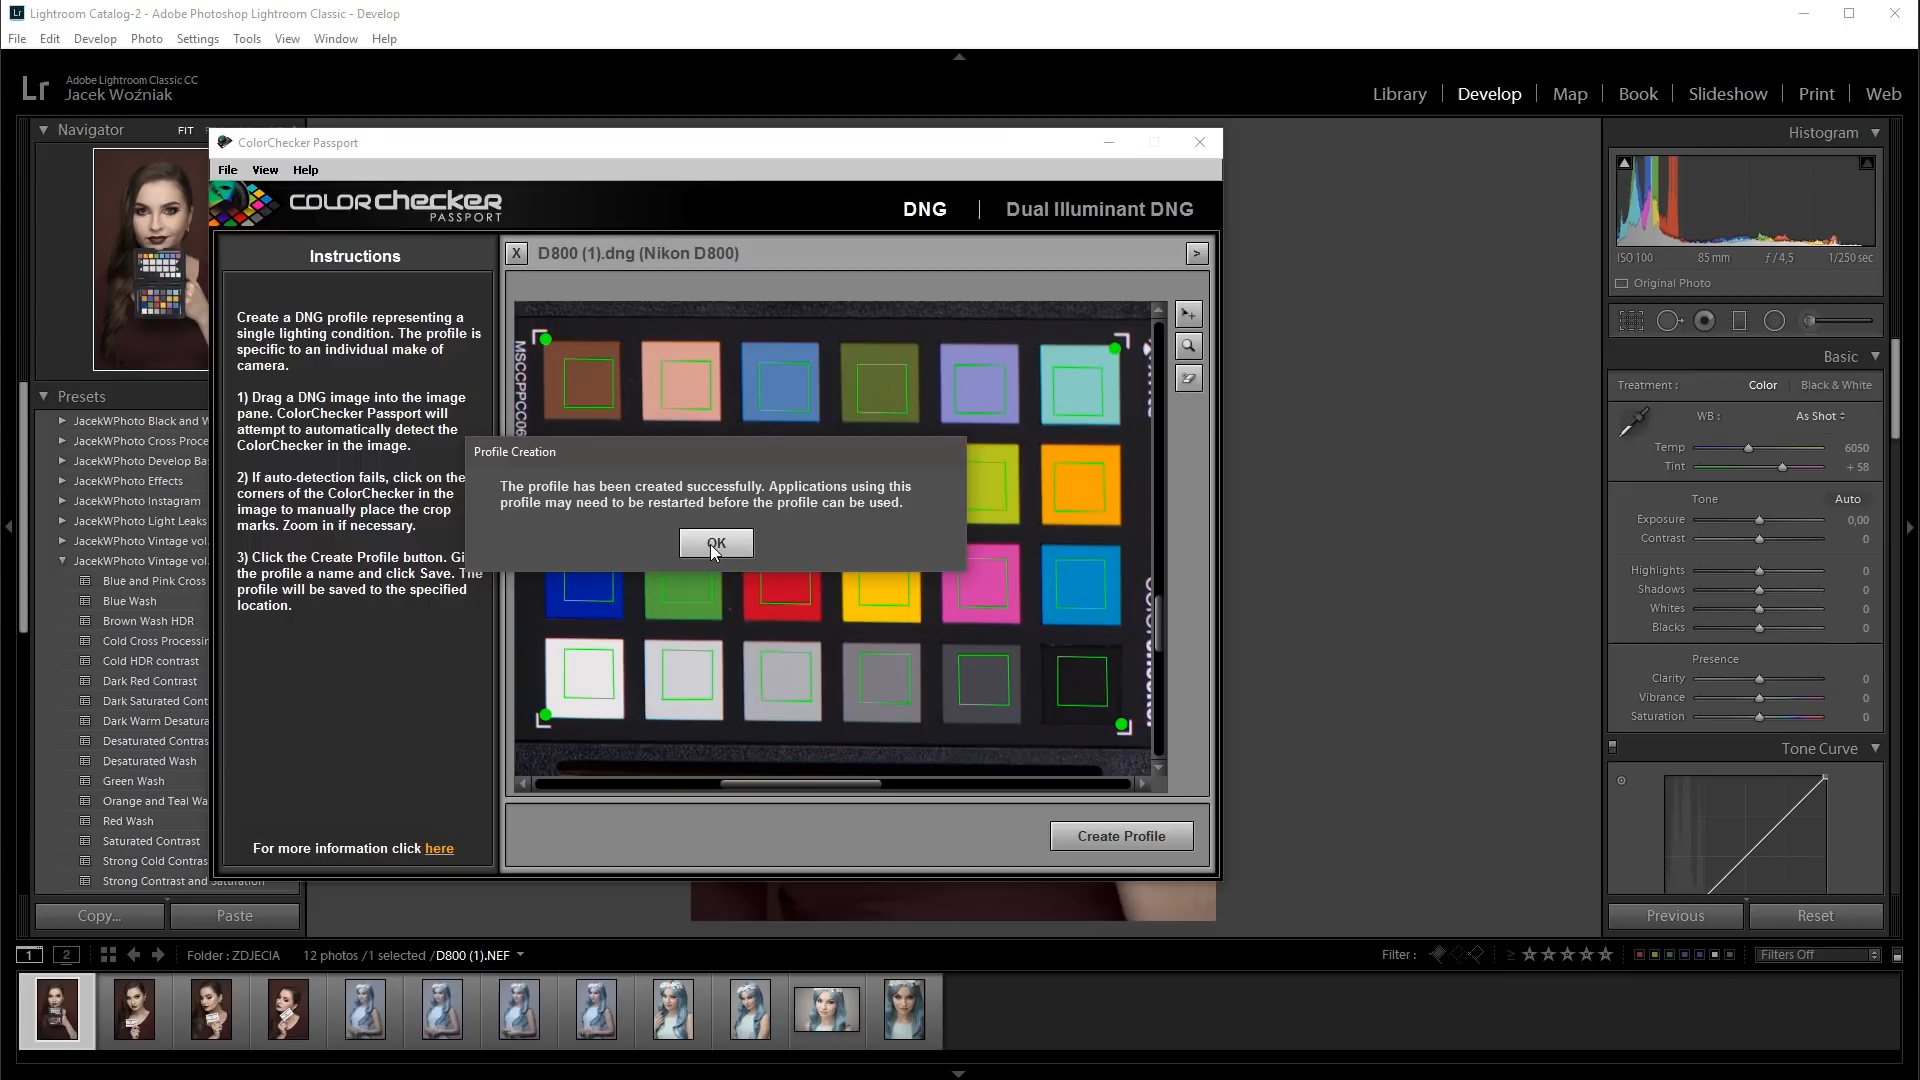 Lightroom Catalog-2 - Adobe Photoshop Lightroom Classic - Develop
File Edit Develop Photo Settings Tools View Window Help
Lr
Adobe Lightroom Classic CC
Jacek Woźniak
Library | Develop | Map | Book | Slideshow | Print | Web
Navigator FIT
Presets
JacekWPhoto Black and W
JacekWPhoto Cross Proce
JacekWPhoto Develop Ba
JacekWPhoto Effects
JacekWPhoto Instagram
JacekWPhoto Light Leaks
JacekWPhoto Vintage vol.
JacekWPhoto Vintage vol.
Blue and Pink Cross
Blue Wash
Brown Wash HDR
Cold Cross Processin
Cold HDR contrast
Dark Red Contrast
Dark Saturated Cont
Dark Warm Desatura
Desaturated Contras
Desaturated Wash
Green Wash
Orange and Teal Wa
Red Wash
Saturated Contrast
Strong Cold Contras
Strong Contrast and Saturation
Copy... Paste
ColorChecker Passport
File View Help
COLORCHECKER
PASSPORT
DNG | Dual Illuminant DNG
Instructions
Create a DNG profile representing a
single lighting condition. The profile is
specific to an individual make of
camera.
1) Drag a DNG image into the image
pane. ColorChecker Passport will
attempt to automatically detect the
ColorChecker in the image.
2) If auto-detection fails, click on the
corners of the ColorChecker in the
image to manually place the crop
marks. Zoom in if necessary.
3) Click the Create Profile button. Gi
the profile a name and click Save. The
profile will be saved to the specified
location.
For more information click here
X D800 (1).dng (Nikon D800) >
MSCCPPCC06
Profile Creation
The profile has been created successfully. Applications using this
profile may need to be restarted before the profile can be used.
OK
Create Profile
Histogram
ISO 100 85 mm ƒ / 4,5 1/250 sec
Original Photo
Basic
Treatment : Color | Black & White
WB : As Shot
Temp 6050
Tint + 58
Tone Auto
Exposure 0,00
Contrast 0
Highlights 0
Shadows 0
Whites 0
Blacks 0
Presence
Clarity 0
Vibrance 0
Saturation 0
Tone Curve
Previous Reset
1 2 Folder : ZDJECIA 12 photos /1 selected /D800 (1).NEF Filter : ≥ Filters Off